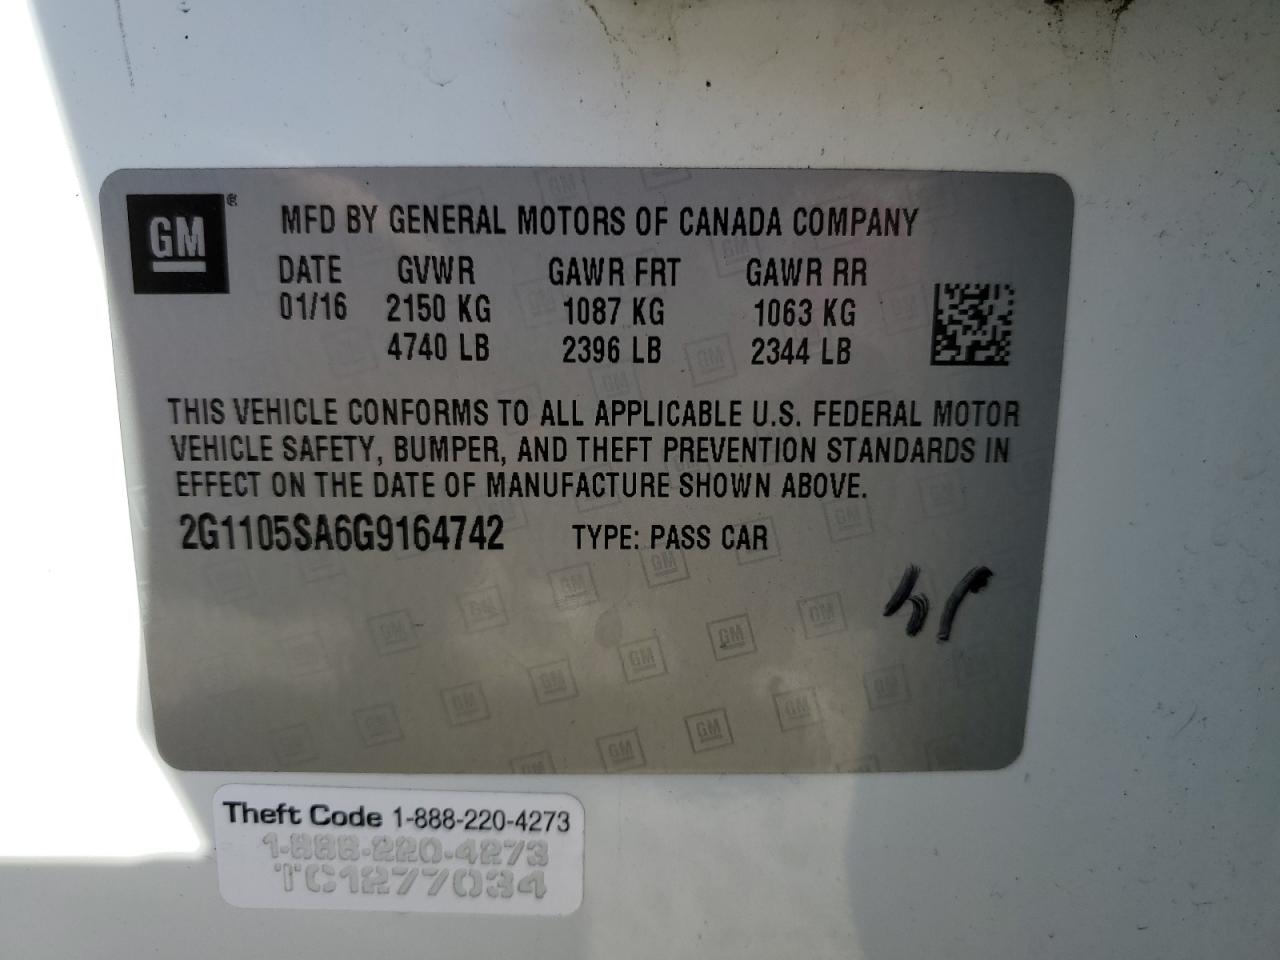 GM®
MFD BY GENERAL MOTORS OF CANADA COMPANY
DATE GVWR GAWR FRT GAWR RR
01/16 2150 KG 1087 KG 1063 KG
4740 LB 2396 LB 2344 LB
THIS VEHICLE CONFORMS TO ALL APPLICABLE U.S. FEDERAL MOTOR
VEHICLE SAFETY, BUMPER, AND THEFT PREVENTION STANDARDS IN
EFFECT ON THE DATE OF MANUFACTURE SHOWN ABOVE.
2G1105SA6G9164742 TYPE: PASS CAR
Theft Code 1-888-220-4273
1-888-220-4273
TC1277034